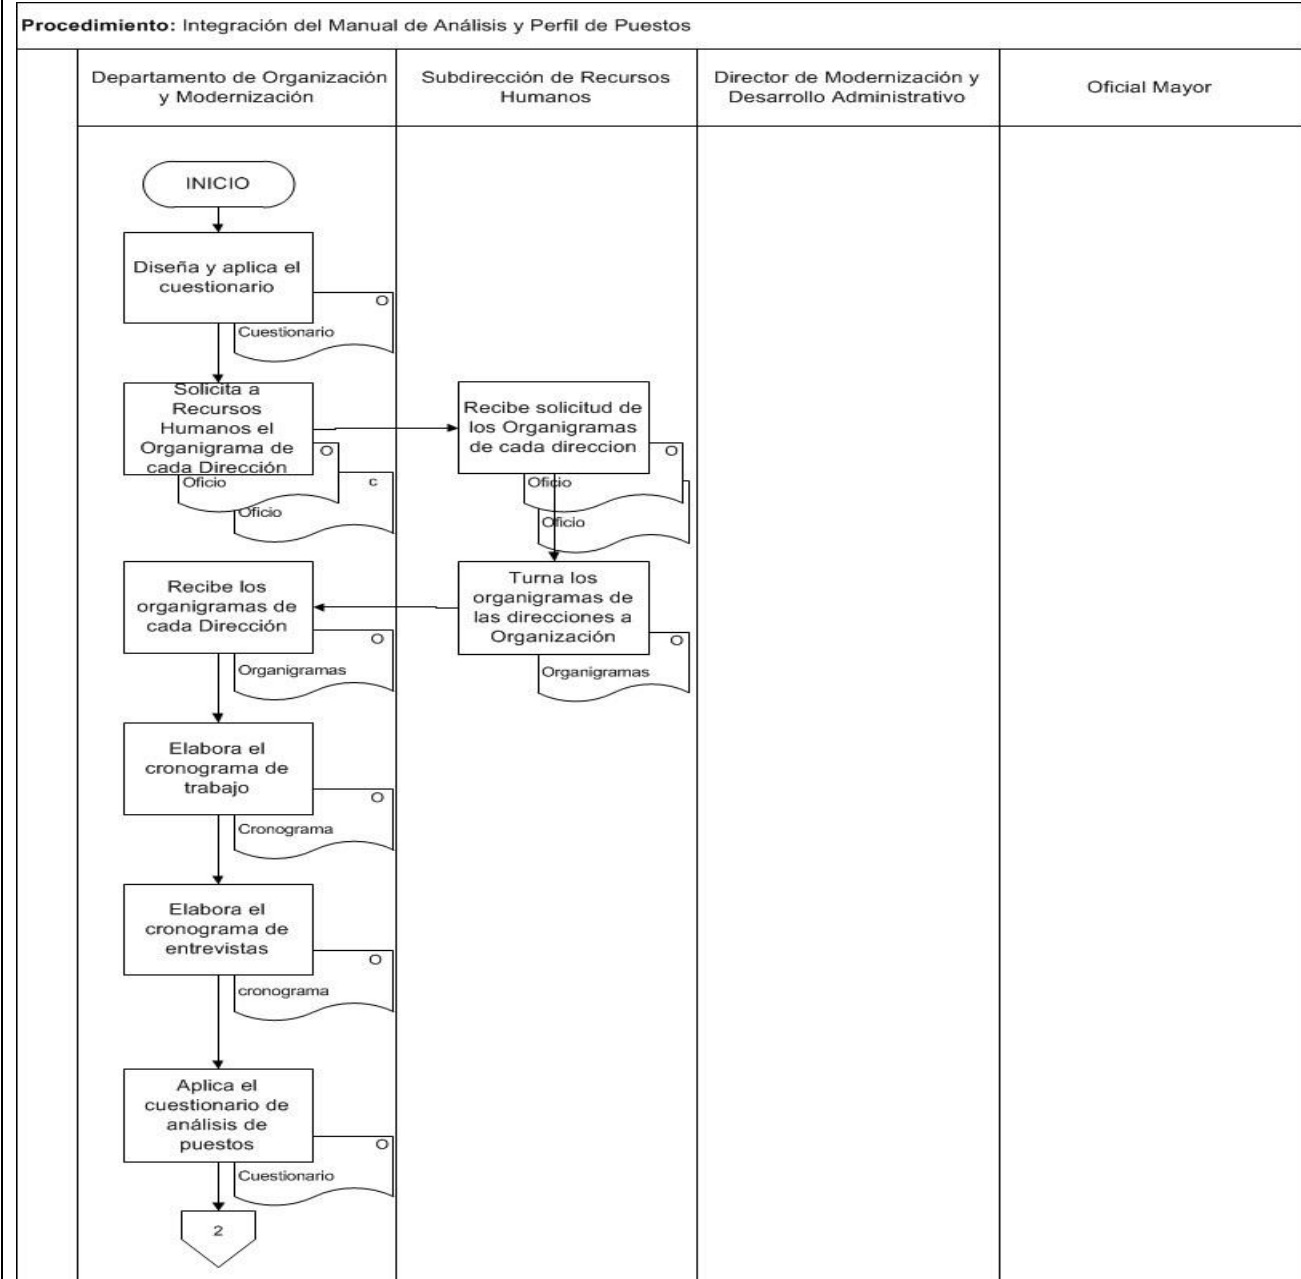 Procedimiento: Integración del Manual de Análisis y Perfil de Puestos
Departamento de Organización
y Modernización
Subdirección de Recursos
Humanos
Director de Modernización y
Desarrollo Administrativo
Oficial Mayor
INICIO
Diseña y aplica el
cuestionario
O
Cuestionario
Solicita a
Recursos
Humanos el
Organigrama de
cada Dirección
O
Oficio
c
Oficio
Recibe solicitud de
los Organigramas
de cada direccion
O
Oficio
Oficio
Turna los
organigramas de
las direcciones a
Organización
O
Organigramas
Recibe los
organigramas de
cada Dirección
O
Organigramas
Elabora el
cronograma de
trabajo
O
Cronograma
Elabora el
cronograma de
entrevistas
O
cronograma
Aplica el
cuestionario de
análisis de
puestos
O
Cuestionario
2